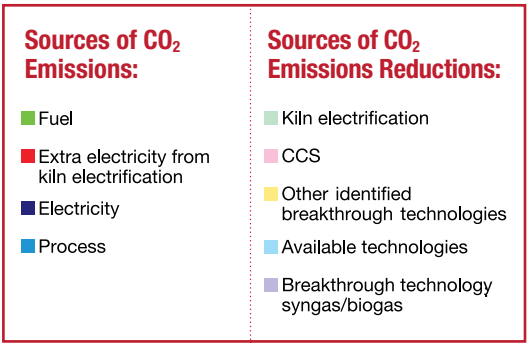 Sources of CO₂
Emissions:
Fuel
Extra electricity from
kiln electrification
Electricity
Process
Sources of CO₂
Emissions Reductions:
Kiln electrification
CCS
Other identified
breakthrough technologies
Available technologies
Breakthrough technology
syngas/biogas